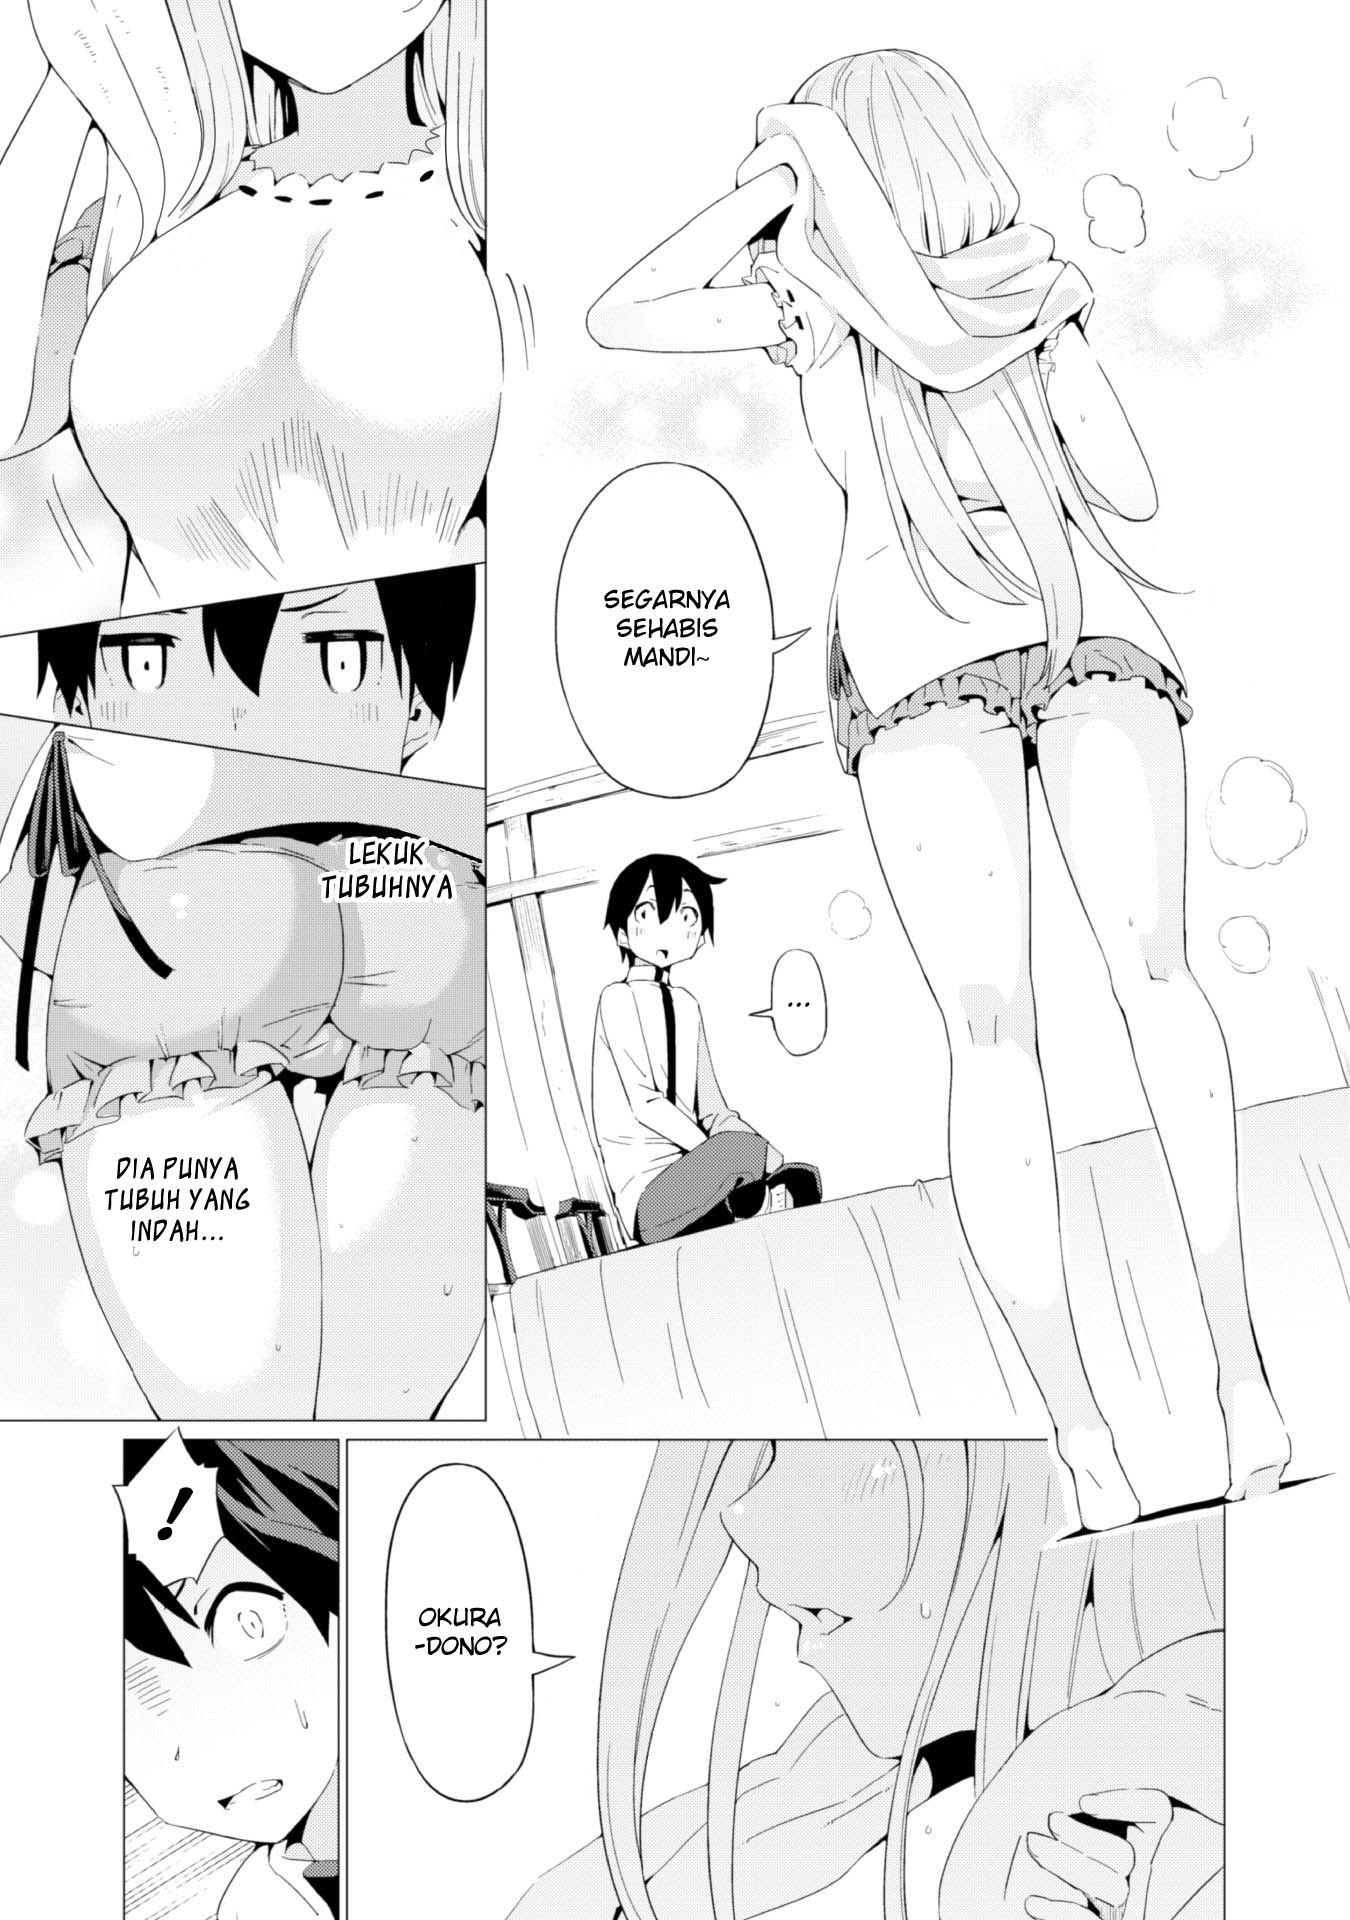 SEGARNYA
SEHABIS
MANDI~
...
LEKUK
TUBUHNYA
DIA PUNYA
TUBUH YANG
INDAH...
OKURA
-DONO?
!